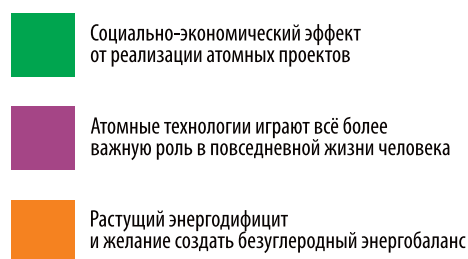 Социально-экономический эффект
от реализации атомных проектов
Атомные технологии играют всё более
важную роль в повседневной жизни человека
Растущий энергодифицит
и желание создать безуглеродный энергобаланс